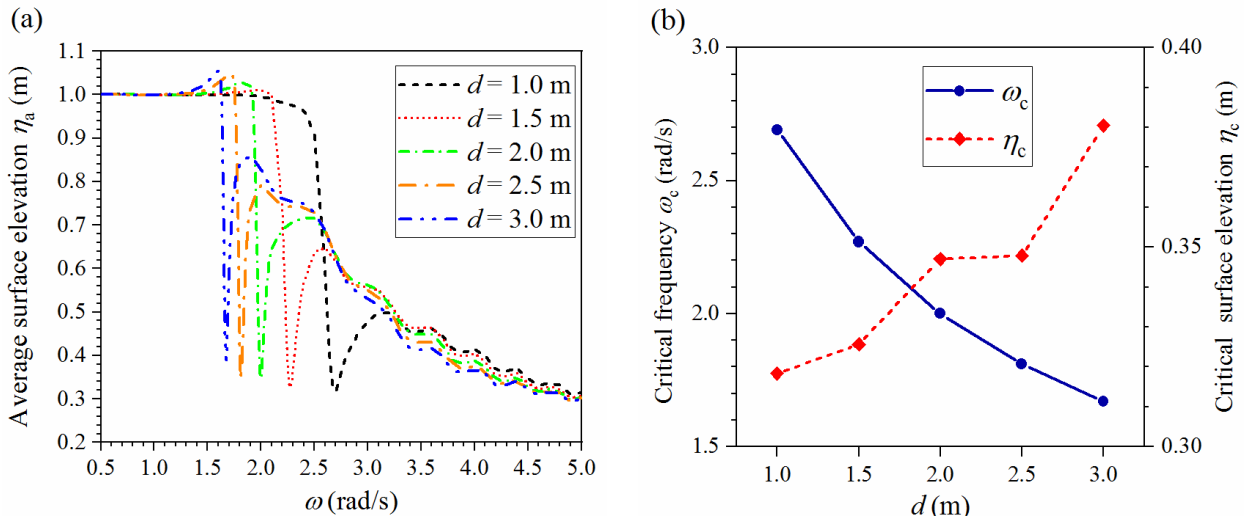 (a)
Average surface elevation ηa (m)
1.1
1.0
0.9
0.8
0.7
0.6
0.5
0.4
0.3
0.2
0.5 1.0 1.5 2.0 2.5 3.0 3.5 4.0 4.5 5.0
ω (rad/s)
d = 1.0 m
d = 1.5 m
d = 2.0 m
d = 2.5 m
d = 3.0 m
(b)
Critical frequency ωc (rad/s)
3.0
2.5
2.0
1.5
1.0 1.5 2.0 2.5 3.0
d (m)
ωc
ηc
0.40
0.35
0.30
Critical surface elevation ηc (m)